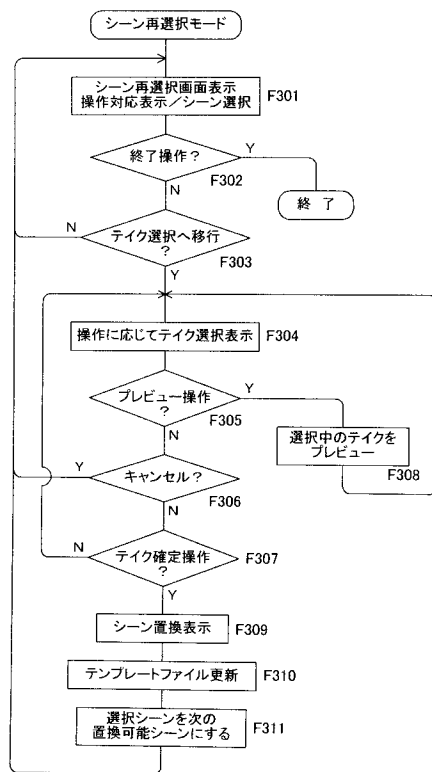 シーン再選択モード
シーン再選択画面表示
操作対応表示／シーン選択
F301
終了操作？
Y
F302
N
終 了
N
テイク選択へ移行
？
F303
Y
操作に応じてテイク選択表示
F304
プレビュー操作
？
Y
F305
N
選択中のテイクを
プレビュー
F308
Y
キャンセル？
F306
N
N
テイク確定操作
？
F307
Y
シーン置換表示
F309
テンプレートファイル更新
F310
選択シーンを次の
置換可能シーンにする
F311